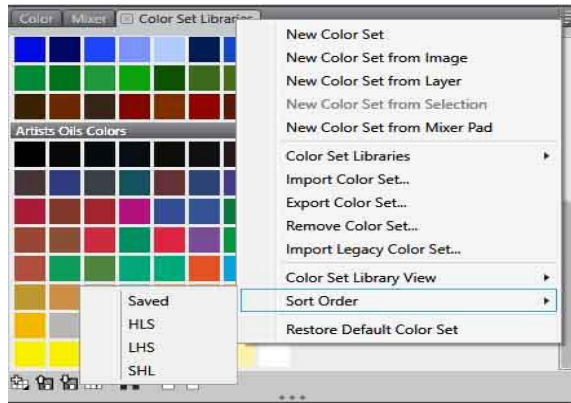 Color
Mixer
Color Set Libraries
New Color Set
New Color Set from Image
New Color Set from Layer
New Color Set from Selection
New Color Set from Mixer Pad
Artists Oils Colors
Color Set Libraries
Import Color Set...
Export Color Set...
Remove Color Set...
Import Legacy Color Set...
Color Set Library View
Sort Order
Restore Default Color Set
Saved
HLS
LHS
SHL